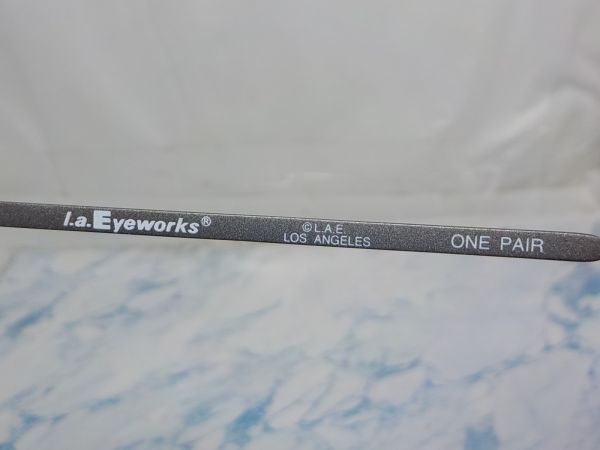 l.a.Eyeworks®
© L.A.E.
LOS ANGELES
ONE PAIR